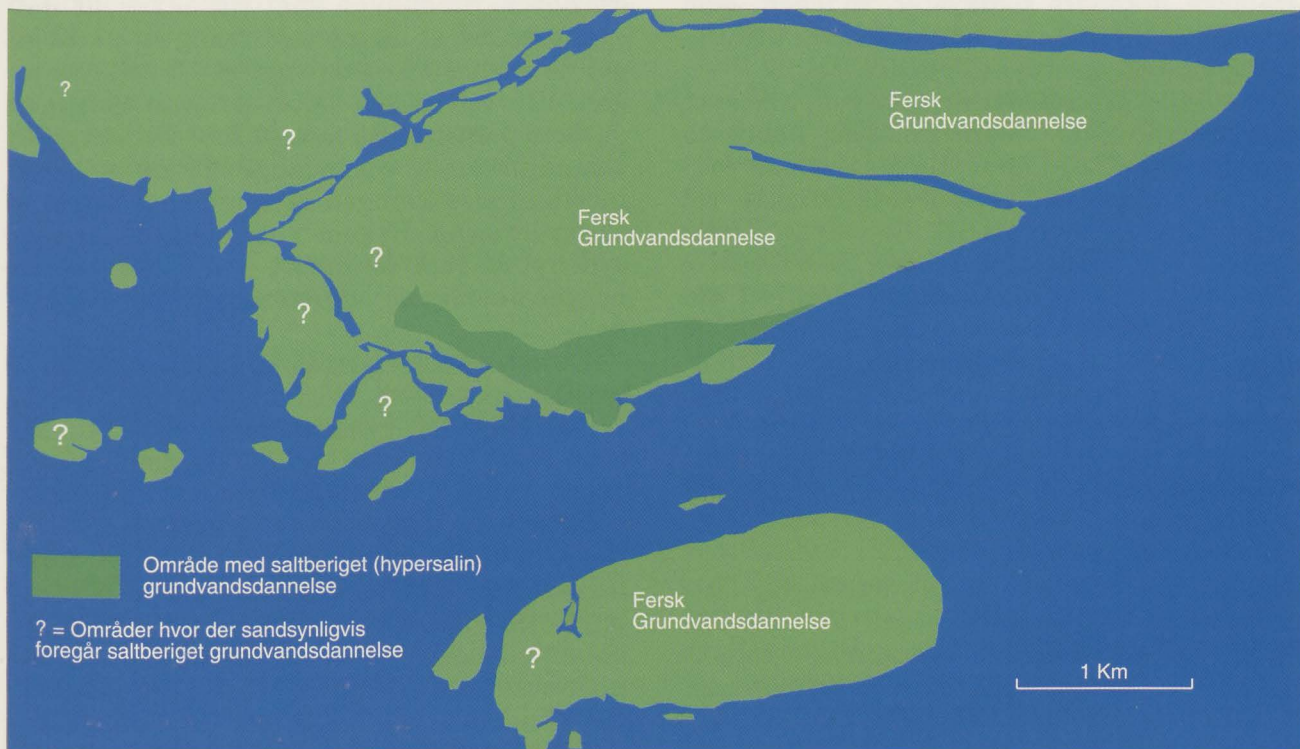 ?
?
Fersk
Grundvandsdannelse
Fersk
Grundvandsdannelse
?
?
?
?
Område med saltberiget (hypersalin)
grundvandsdannelse
? = Områder hvor der sandsynligvis
foregår saltberiget grundvandsdannelse
Fersk
Grundvandsdannelse
?
1 Km